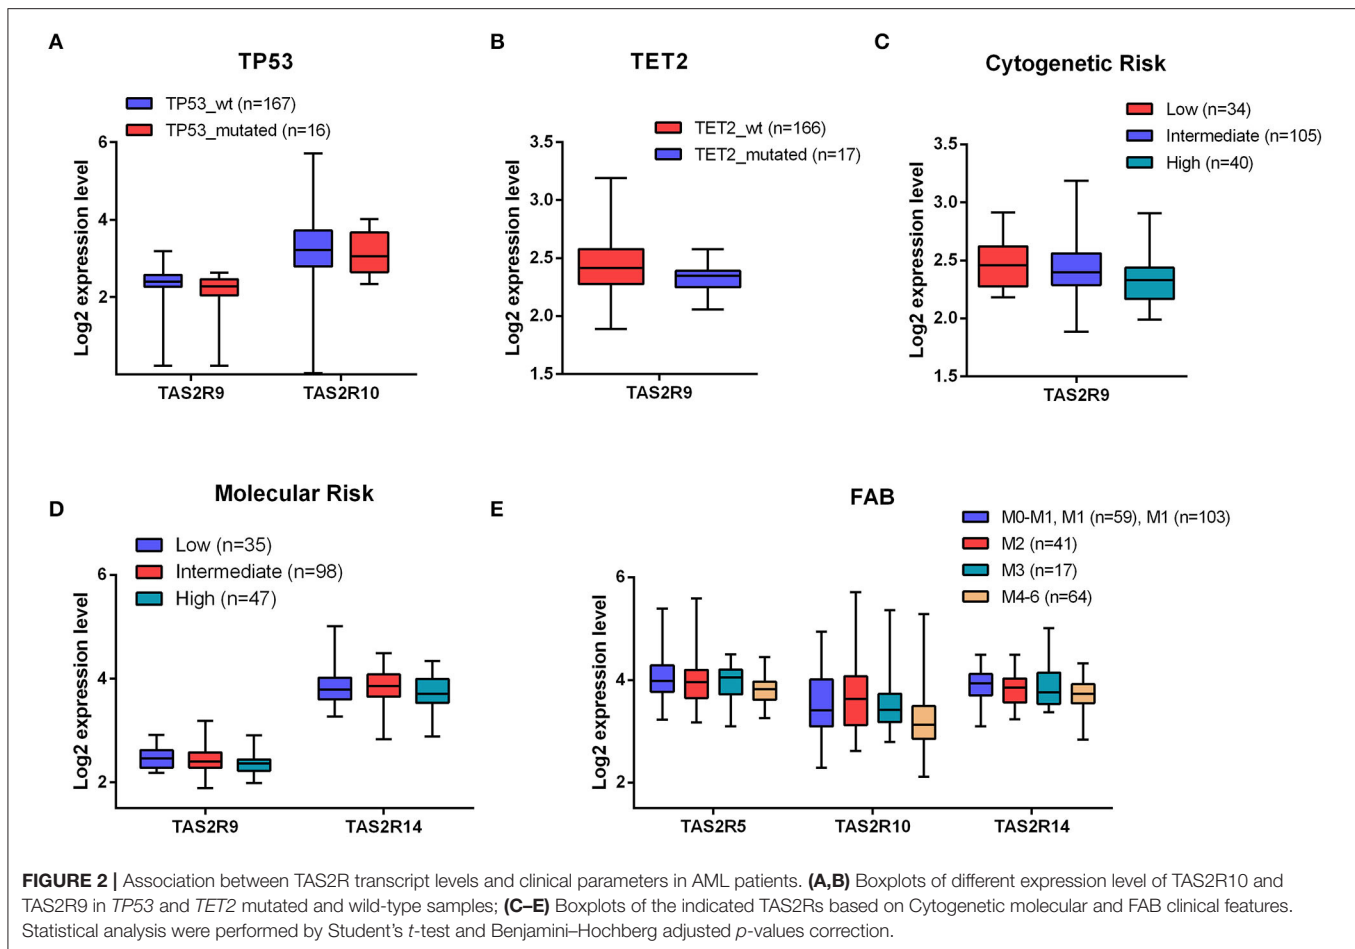 A
TP53
TP53_wt (n=167)
TP53_mutated (n=16)
Log2 expression level
6
4
2
TAS2R9
TAS2R10
B
TET2
TET2_wt (n=166)
TET2_mutated (n=17)
Log2 expression level
3.5
3.0
2.5
2.0
1.5
TAS2R9
C
Cytogenetic Risk
Low (n=34)
Intermediate (n=105)
High (n=40)
Log2 expression level
3.5
3.0
2.5
2.0
1.5
TAS2R9
D
Molecular Risk
Low (n=35)
Intermediate (n=98)
High (n=47)
Log2 expression level
6
4
2
TAS2R9
TAS2R14
E
FAB
M0-M1, M1 (n=59), M1 (n=103)
M2 (n=41)
M3 (n=17)
M4-6 (n=64)
Log2 expression level
6
4
2
TAS2R5
TAS2R10
TAS2R14
FIGURE 2 | Association between TAS2R transcript levels and clinical parameters in AML patients. (A,B) Boxplots of different expression level of TAS2R10 and
TAS2R9 in TP53 and TET2 mutated and wild-type samples; (C–E) Boxplots of the indicated TAS2Rs based on Cytogenetic molecular and FAB clinical features.
Statistical analysis were performed by Student's t-test and Benjamini–Hochberg adjusted p-values correction.